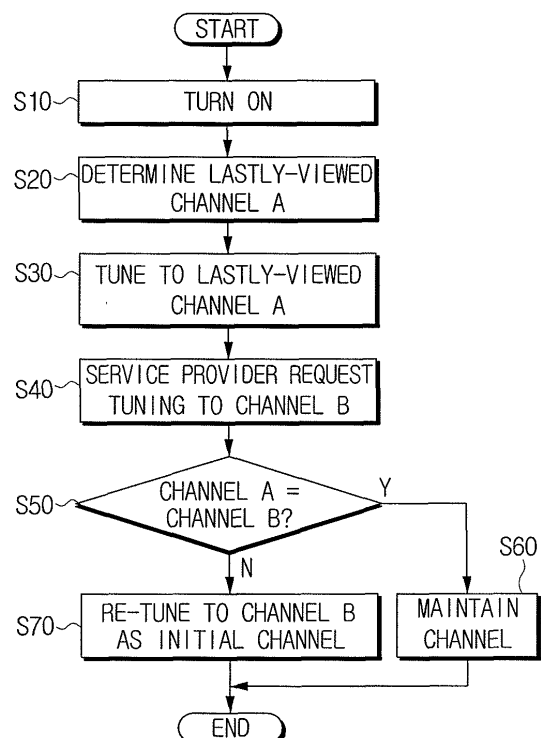 START
S10
TURN ON
S20
DETERMINE LASTLY-VIEWED
CHANNEL A
S30
TUNE TO LASTLY-VIEWED
CHANNEL A
S40
SERVICE PROVIDER REQUEST
TUNING TO CHANNEL B
S50
CHANNEL A =
CHANNEL B?
Y
N
S60
S70
RE-TUNE TO CHANNEL B
AS INITIAL CHANNEL
MAINTAIN
CHANNEL
END